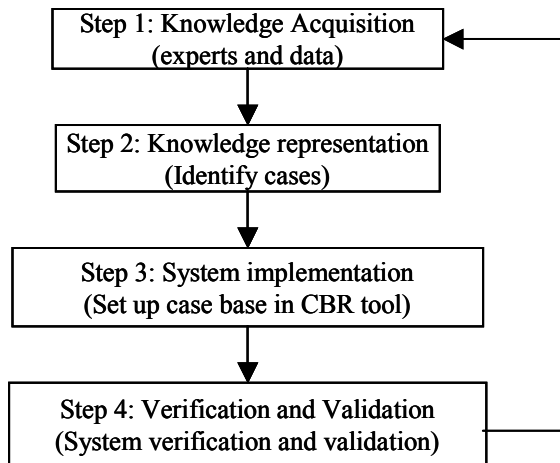 Step 1: Knowledge Acquisition
(experts and data)
Step 2: Knowledge representation
(Identify cases)
Step 3: System implementation
(Set up case base in CBR tool)
Step 4: Verification and Validation
(System verification and validation)